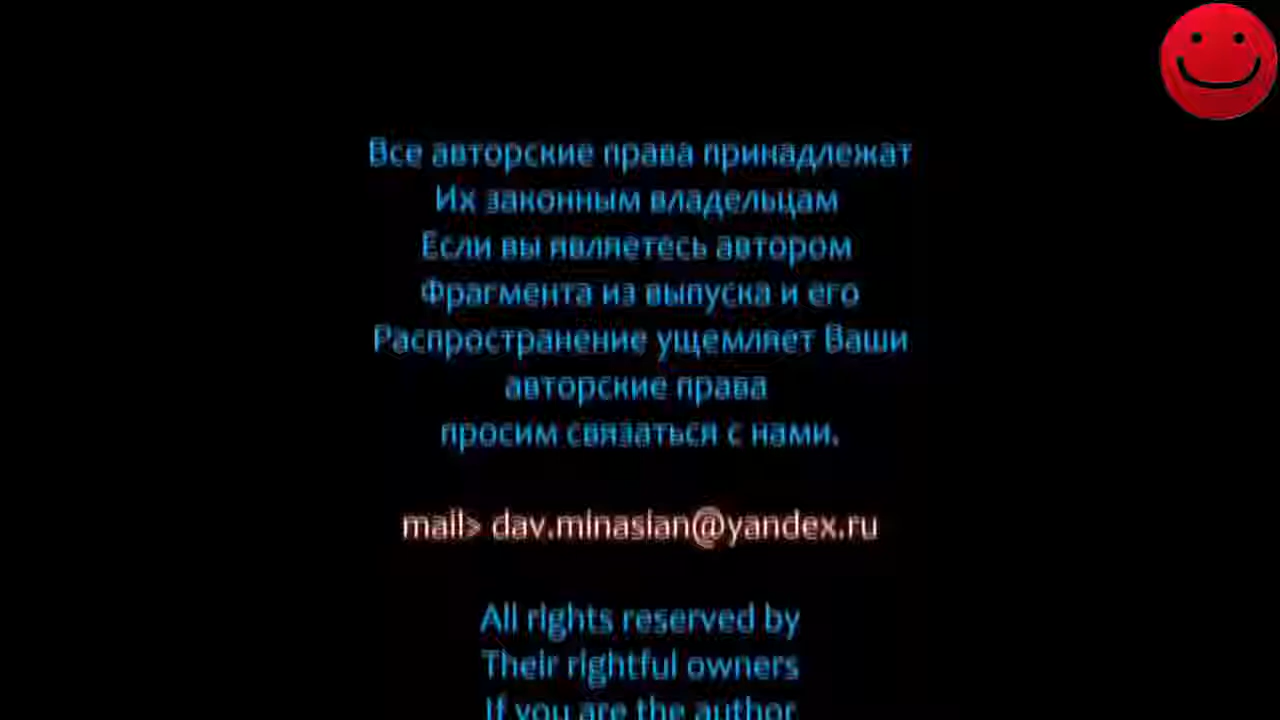 Все авторские права принадлежат
Их законным владельцам
Если вы являетесь автором
Фрагмента из выпуска и его
Распространение ущемляет Ваши
авторские права
просим связаться с нами.
mail> dav.minasian@yandex.ru
All rights reserved by
Their rightful owners
If you are the author